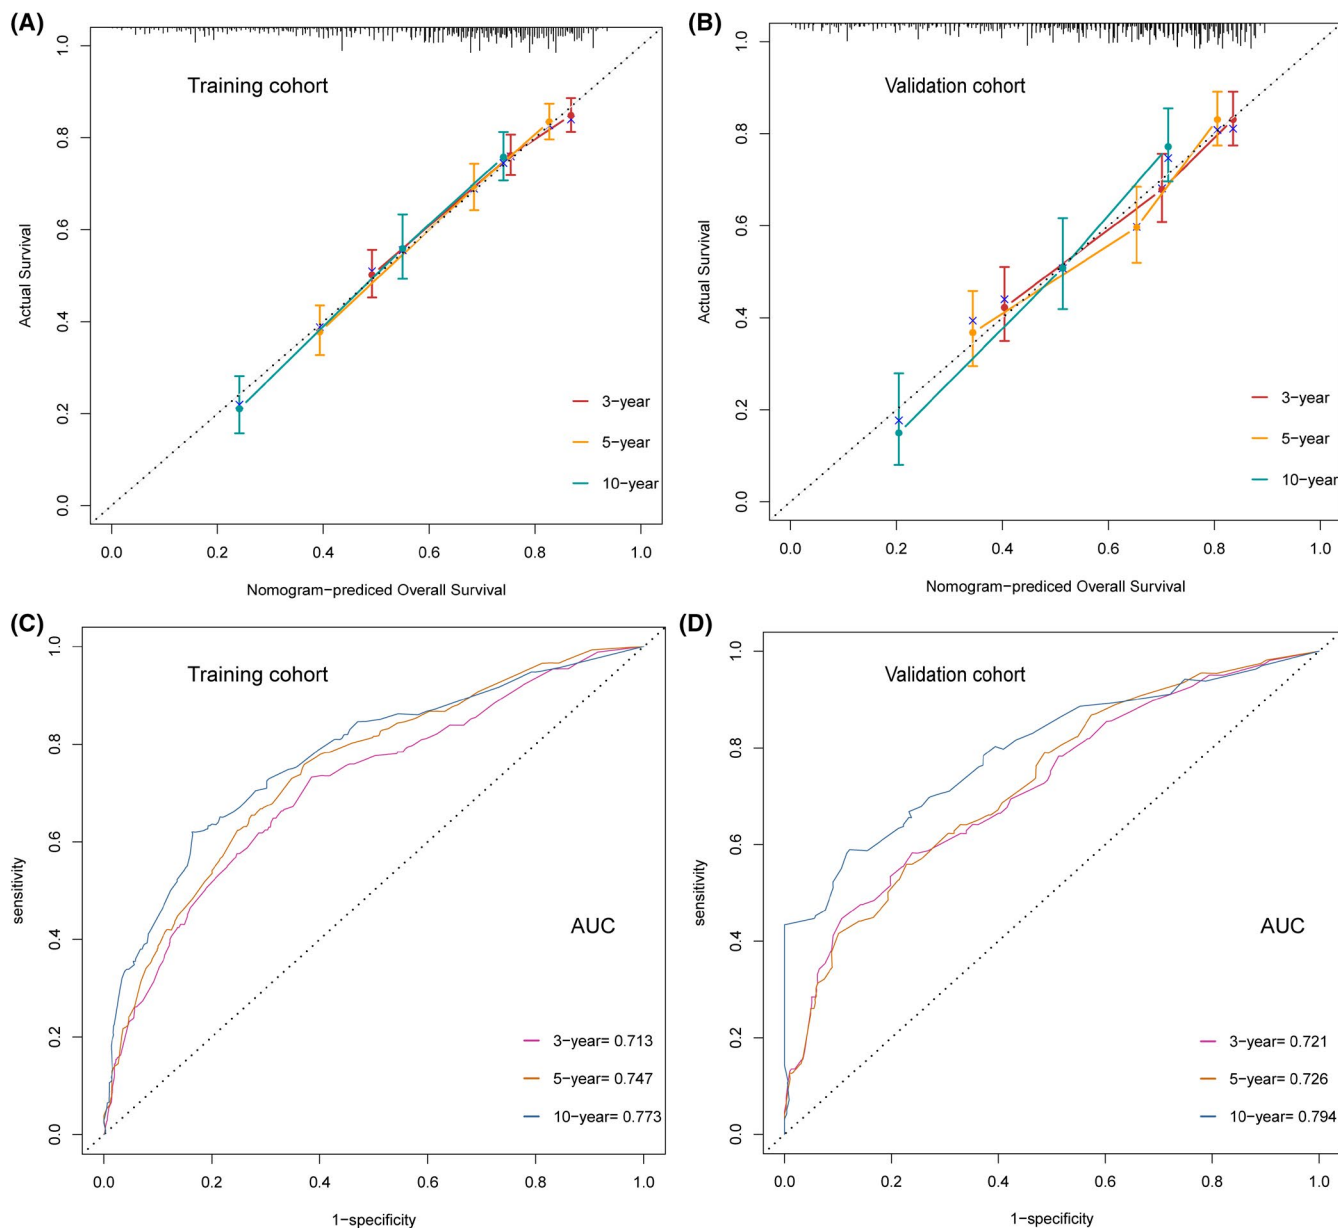 (A)
Training cohort
Actual Survival
0.0
0.2
0.4
0.6
0.8
1.0
3-year
5-year
10-year
0.0 0.2 0.4 0.6 0.8 1.0
Nomogram-prediced Overall Survival
(B)
Validation cohort
Actual Survival
0.0
0.2
0.4
0.6
0.8
1.0
3-year
5-year
10-year
0.0 0.2 0.4 0.6 0.8 1.0
Nomogram-prediced Overall Survival
(C)
Training cohort
sensitivity
0.0
0.2
0.4
0.6
0.8
1.0
AUC
3-year= 0.713
5-year= 0.747
10-year= 0.773
0.0 0.2 0.4 0.6 0.8 1.0
1-specificity
(D)
Validation cohort
sensitivity
0.0
0.2
0.4
0.6
0.8
1.0
AUC
3-year= 0.721
5-year= 0.726
10-year= 0.794
0.0 0.2 0.4 0.6 0.8 1.0
1-specificity